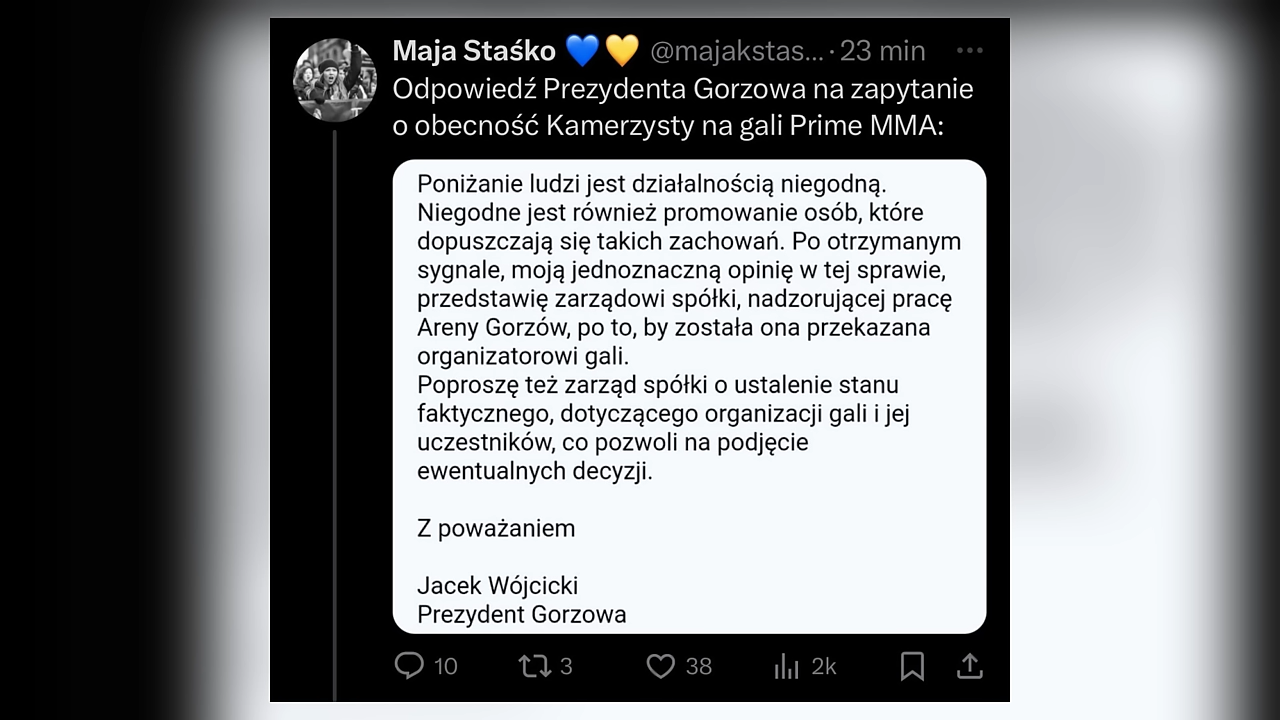 Maja Staśko 💙💛 @majakstas... · 23 min
Odpowiedź Prezydenta Gorzowa na zapytanie
o obecność Kamerzysty na gali Prime MMA:
Poniżanie ludzi jest działalnością niegodną.
Niegodne jest również promowanie osób, które
dopuszczają się takich zachowań. Po otrzymanym
sygnale, moją jednoznaczną opinię w tej sprawie,
przedstawię zarządowi spółki, nadzorującej pracę
Areny Gorzów, po to, by została ona przekazana
organizatorowi gali.
Poproszę też zarząd spółki o ustalenie stanu
faktycznego, dotyczącego organizacji gali i jej
uczestników, co pozwoli na podjęcie
ewentualnych decyzji.
Z poważaniem
Jacek Wójcicki
Prezydent Gorzowa
10 3 38 2k